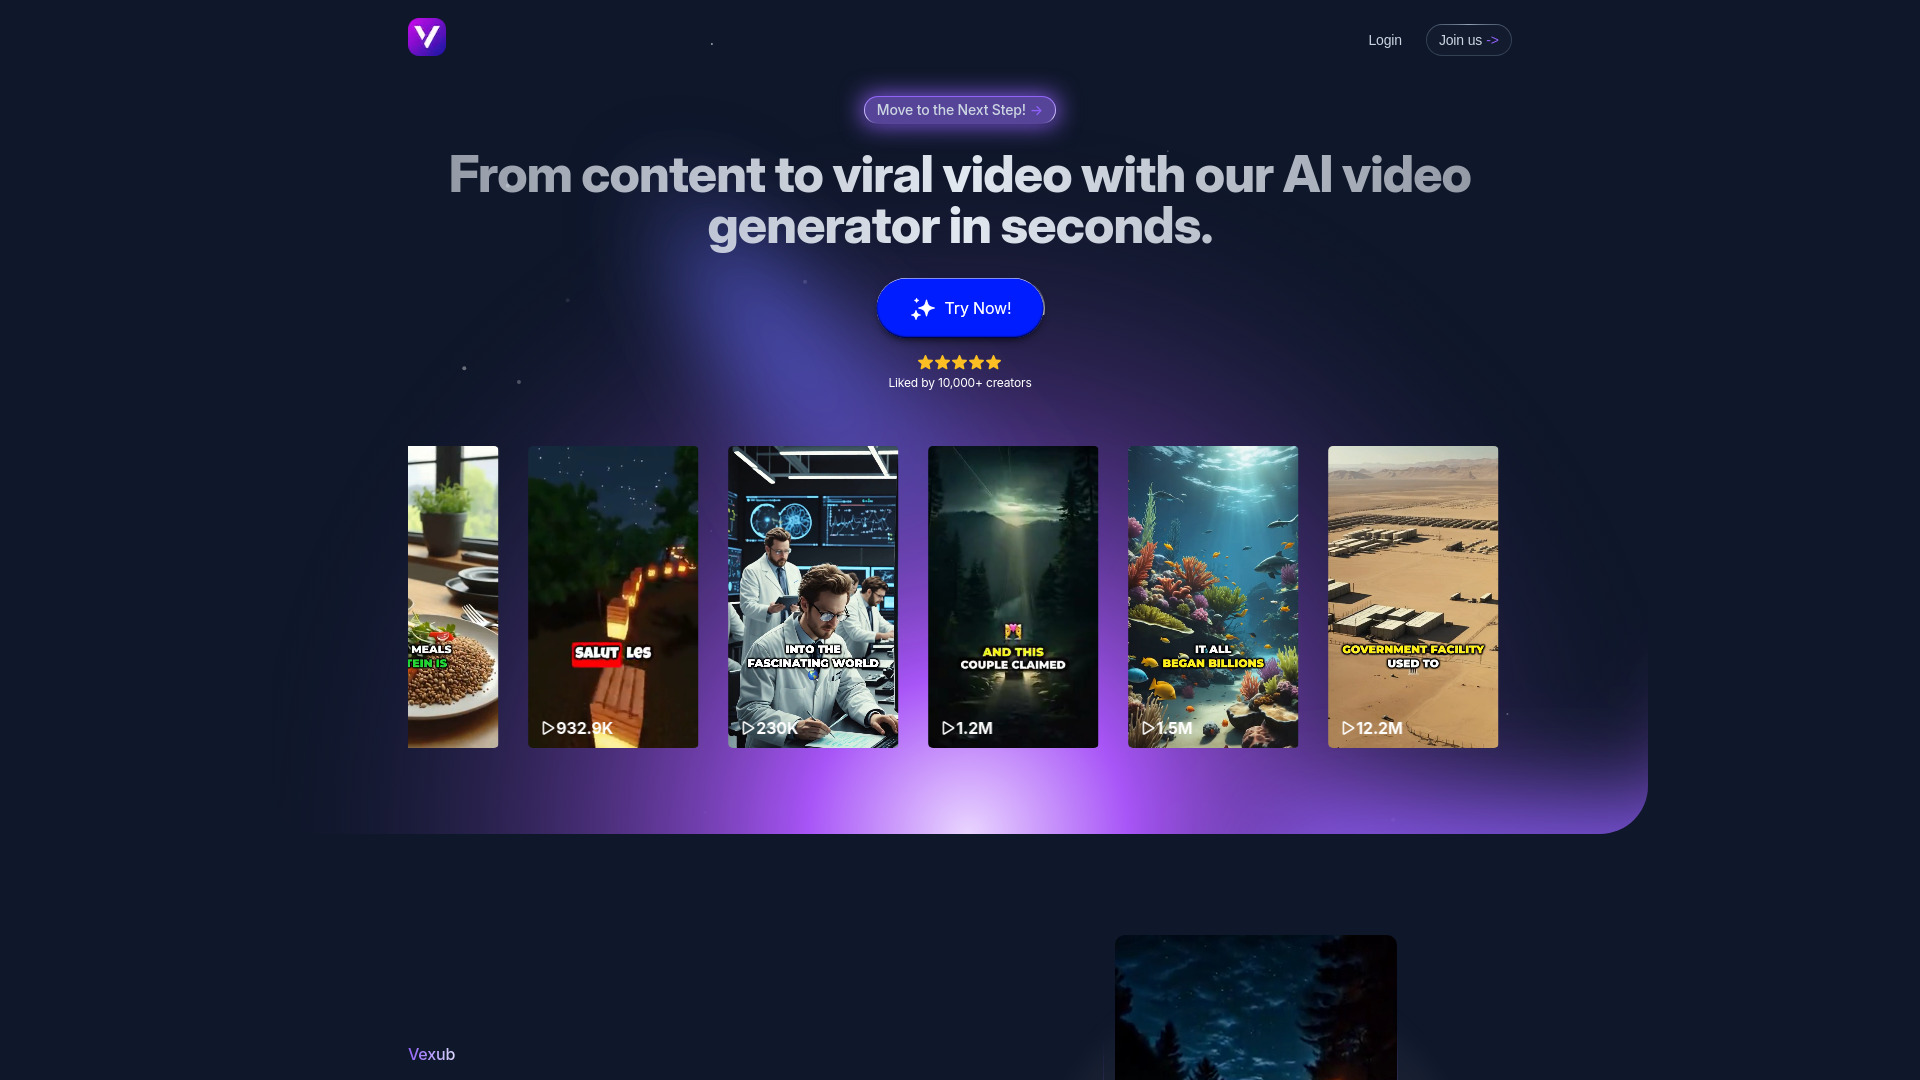 Login
Join us ->
Move to the Next Step! →
From content to viral video with our AI video
generator in seconds.
Try Now!
Liked by 10,000+ creators
MEALS
TEIN IS
SALUT LES
932.9K
INTO THE
FASCINATING WORLD
230K
AND THIS
COUPLE CLAIMED
1.2M
IT ALL
BEGAN BILLIONS
1.5M
GOVERNMENT FACILITY
USED TO
12.2M
Vexub